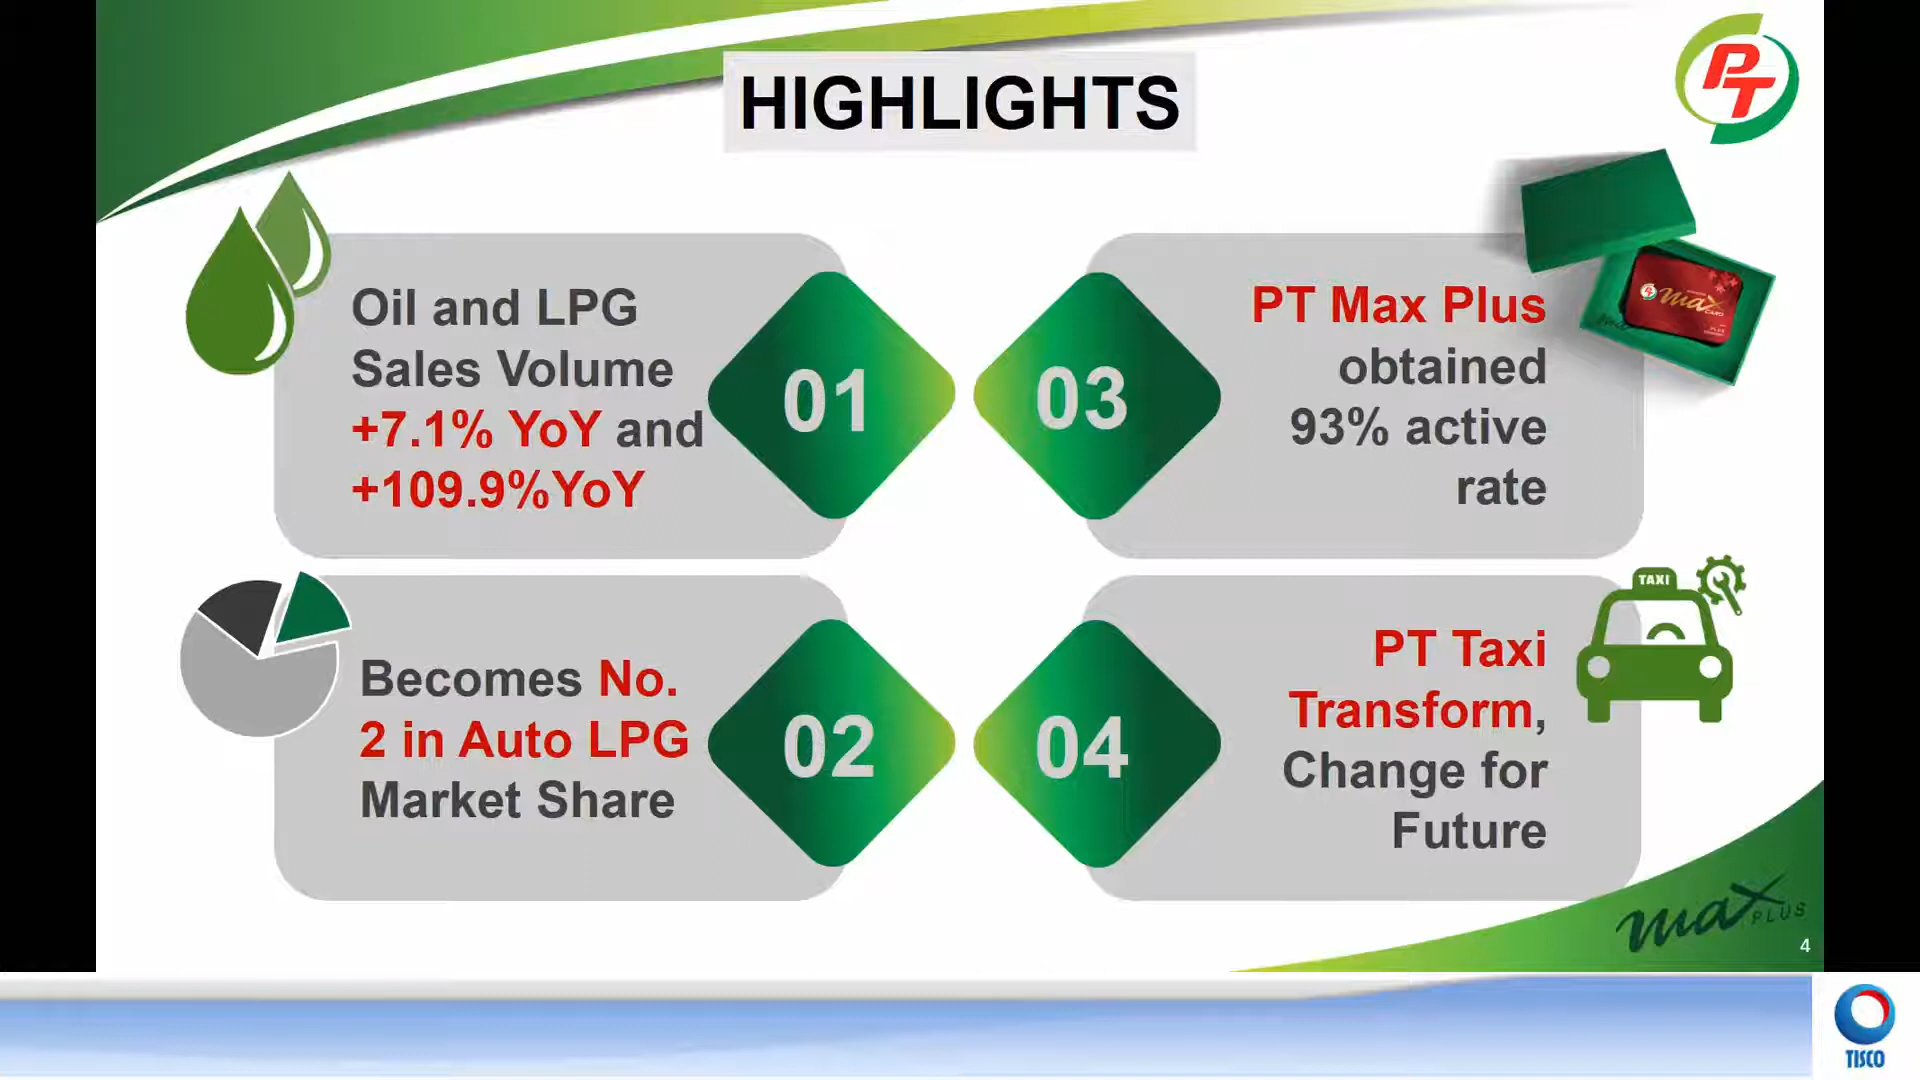 HIGHLIGHTS
PT
Oil and LPG
Sales Volume
+7.1% YoY and
+109.9%YoY
01
03
PT Max Plus
obtained
93% active
rate
max
Becomes No.
2 in Auto LPG
Market Share
02
04
TAXI
PT Taxi
Transform,
Change for
Future
max PLUS
4
TISCO